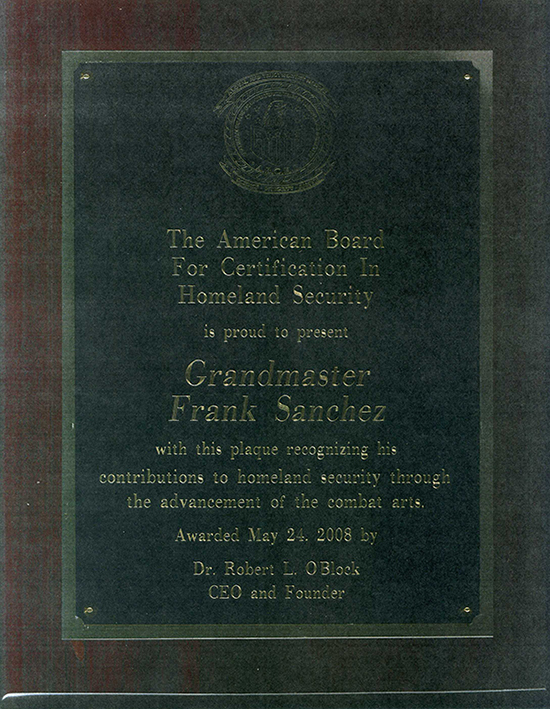 The American Board
For Certification In
Homeland Security
is proud to present
Grandmaster
Frank Sanchez
with this plaque recognizing his
contributions to homeland security through
the advancement of the combat arts.
Awarded May 24, 2008 by
Dr. Robert L. O'Block
CEO and Founder